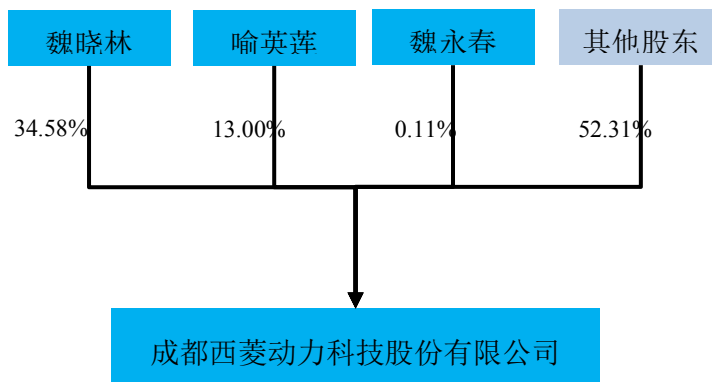 魏晓林
喻英莲
魏永春
其他股东
34.58%
13.00%
0.11%
52.31%
成都西菱动力科技股份有限公司